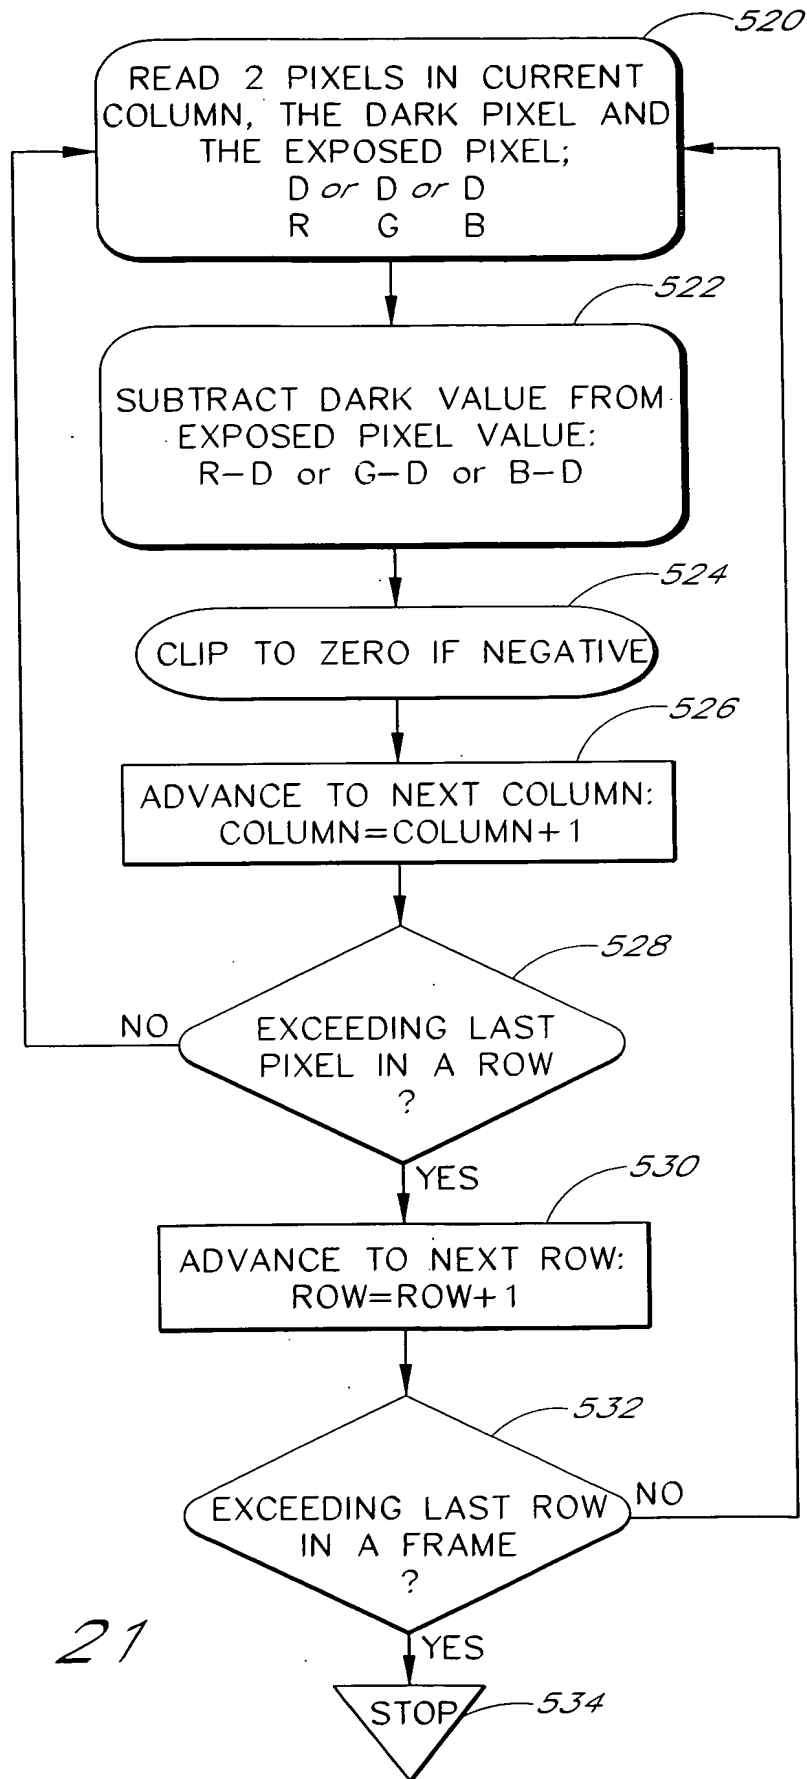 520
READ 2 PIXELS IN CURRENT
COLUMN, THE DARK PIXEL AND
THE EXPOSED PIXEL;
D or D or D
R G B
522
SUBTRACT DARK VALUE FROM
EXPOSED PIXEL VALUE:
R-D or G-D or B-D
524
CLIP TO ZERO IF NEGATIVE
526
ADVANCE TO NEXT COLUMN:
COLUMN=COLUMN+1
528
NO
EXCEEDING LAST
PIXEL IN A ROW
?
YES
530
ADVANCE TO NEXT ROW:
ROW=ROW+1
532
EXCEEDING LAST ROW
IN A FRAME
?
NO
21
YES
STOP
534